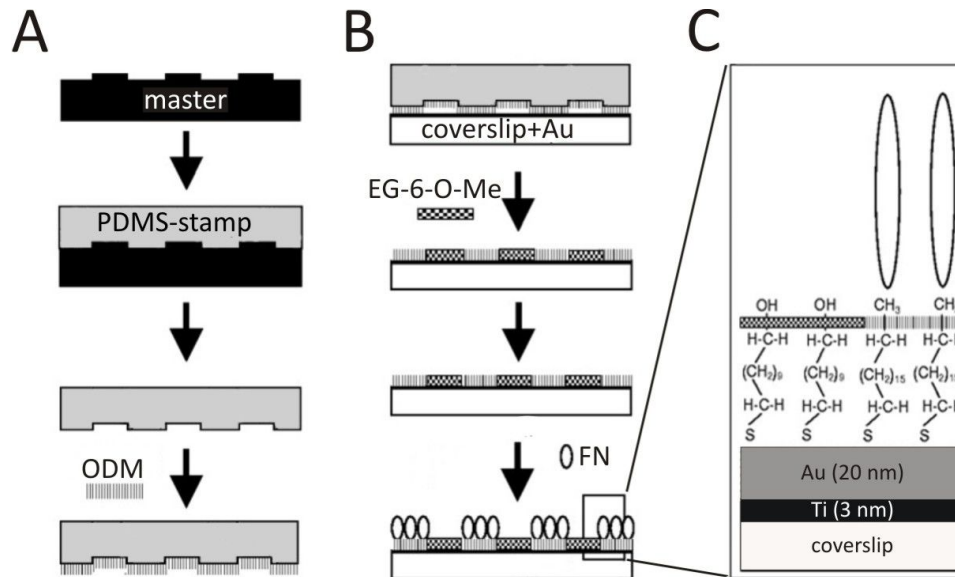 A
master
PDMS-stamp
ODM
B
coverslip+Au
EG-6-O-Me
FN
C
OH OH CH₃
H-C-H H-C-H H-C-H H-C-H
(CH₂)₉ (CH₂)₉ (CH₂)₁₅
H-C-H H-C-H H-C-H
S S S S
Au (20 nm)
Ti (3 nm)
coverslip